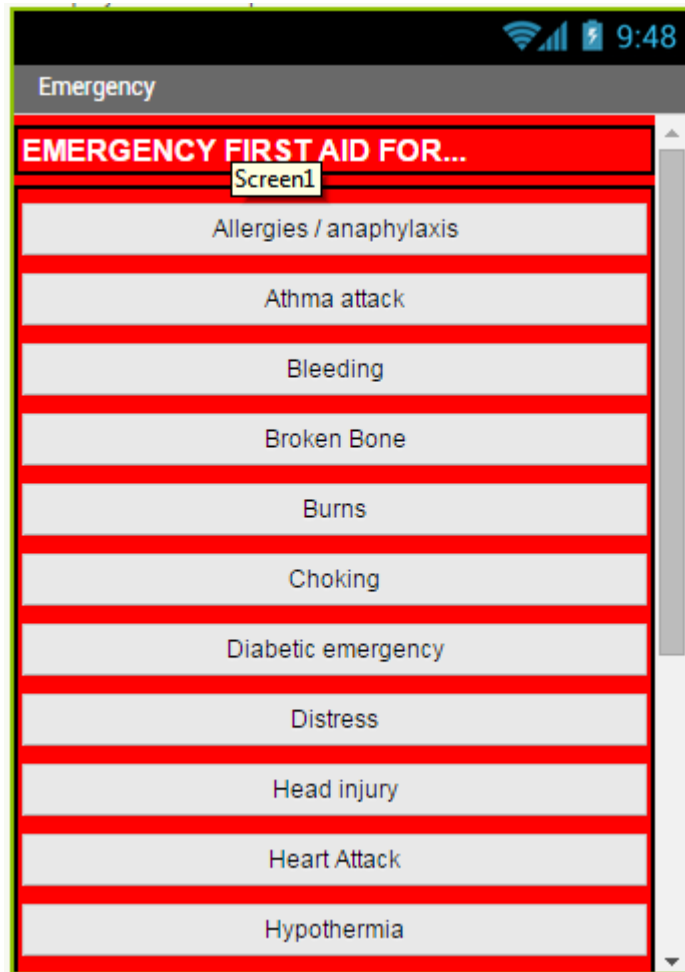 9:48
Emergency
EMERGENCY FIRST AID FOR...
Screen1
Allergies / anaphylaxis
Athma attack
Bleeding
Broken Bone
Burns
Choking
Diabetic emergency
Distress
Head injury
Heart Attack
Hypothermia